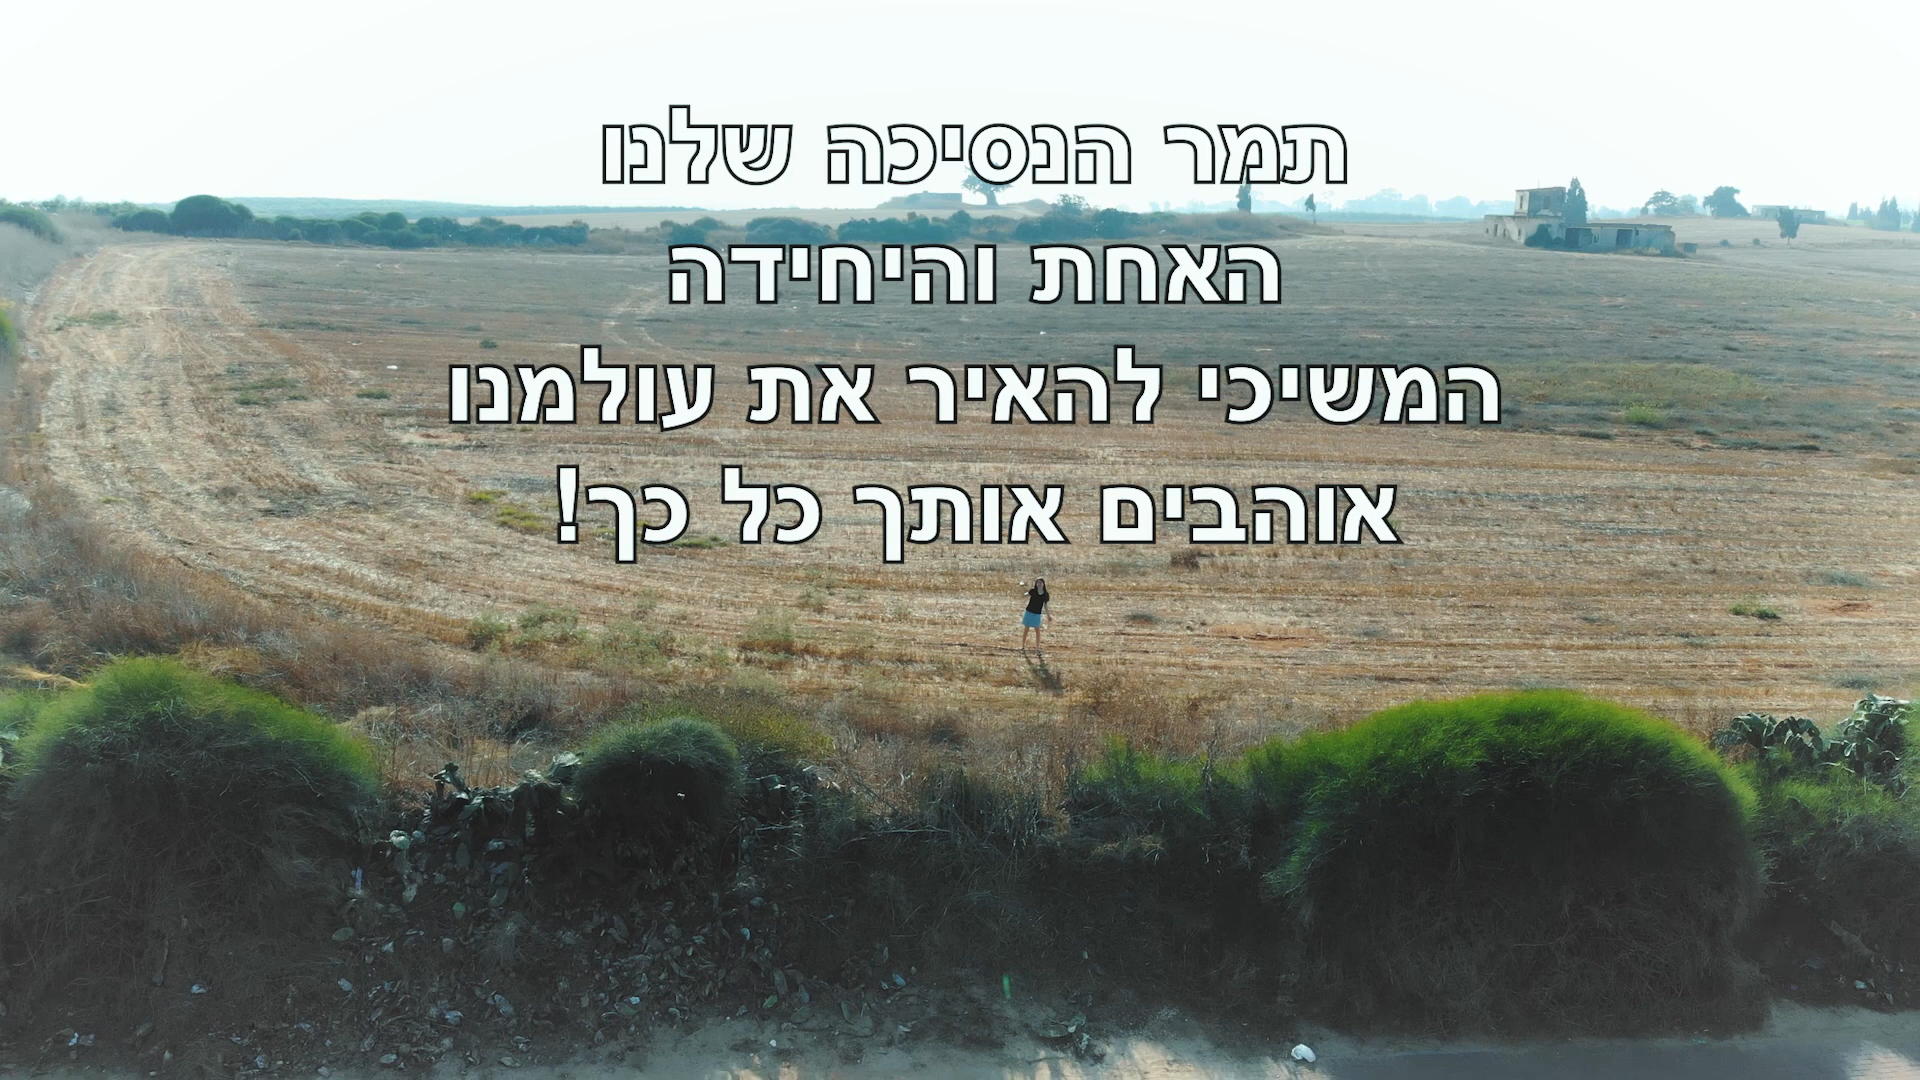 תמר הנסיכה שלנו
האחת והיחידה
המשיכי להאיר את עולמנו
אוהבים אותך כל כך!